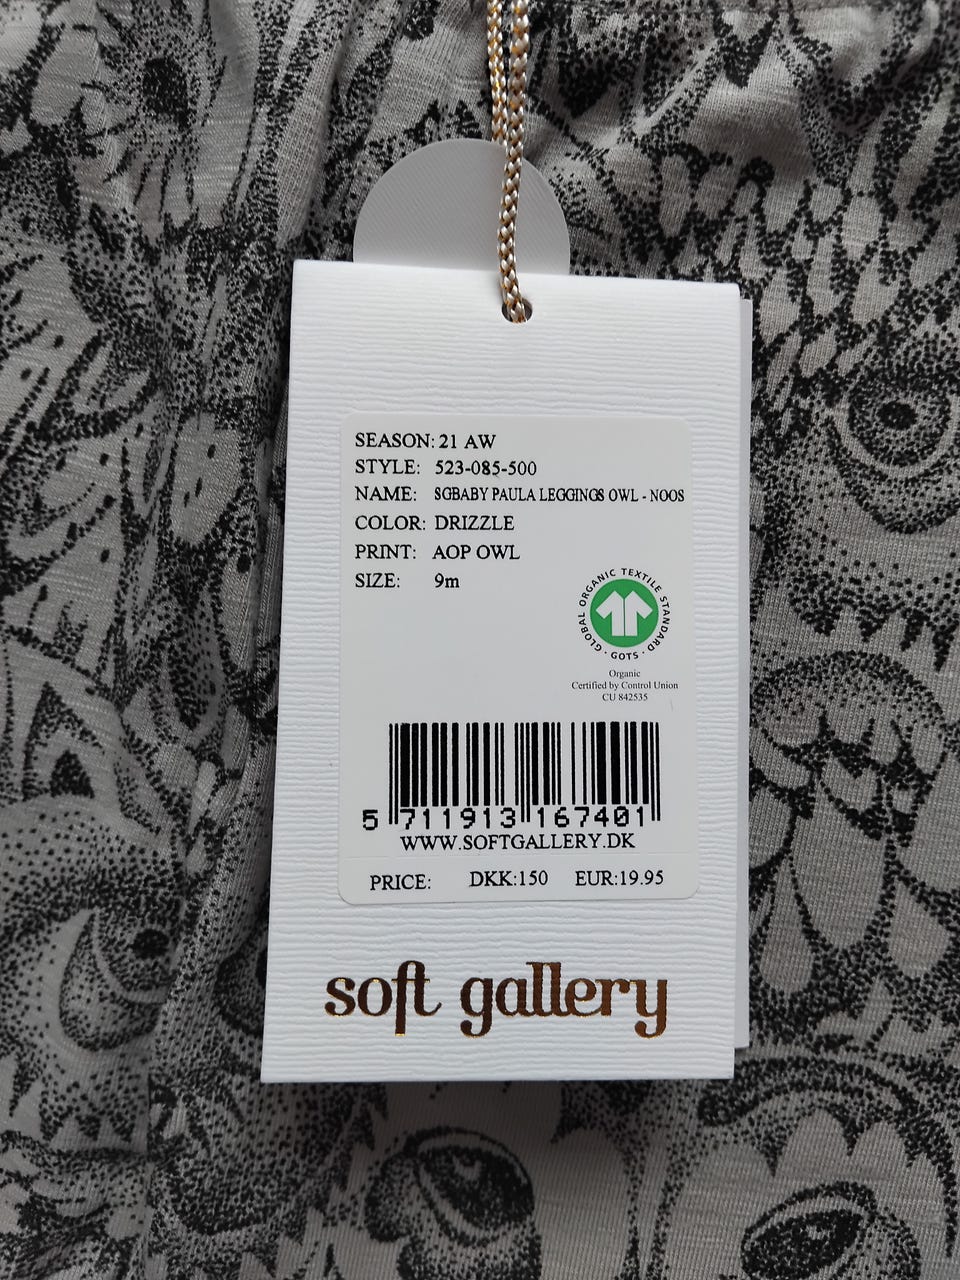 SEASON: 21 AW
STYLE: 523-085-500
NAME: SGBABY PAULA LEGGINGS OWL - NOOS
COLOR: DRIZZLE
PRINT: AOP OWL
SIZE: 9m
GLOBAL ORGANIC TEXTILE STANDARD · GOTS ·
Organic
Certified by Control Union
CU 842535
5 711913 167401
WWW.SOFTGALLERY.DK
PRICE: DKK:150 EUR:19.95
soft gallery